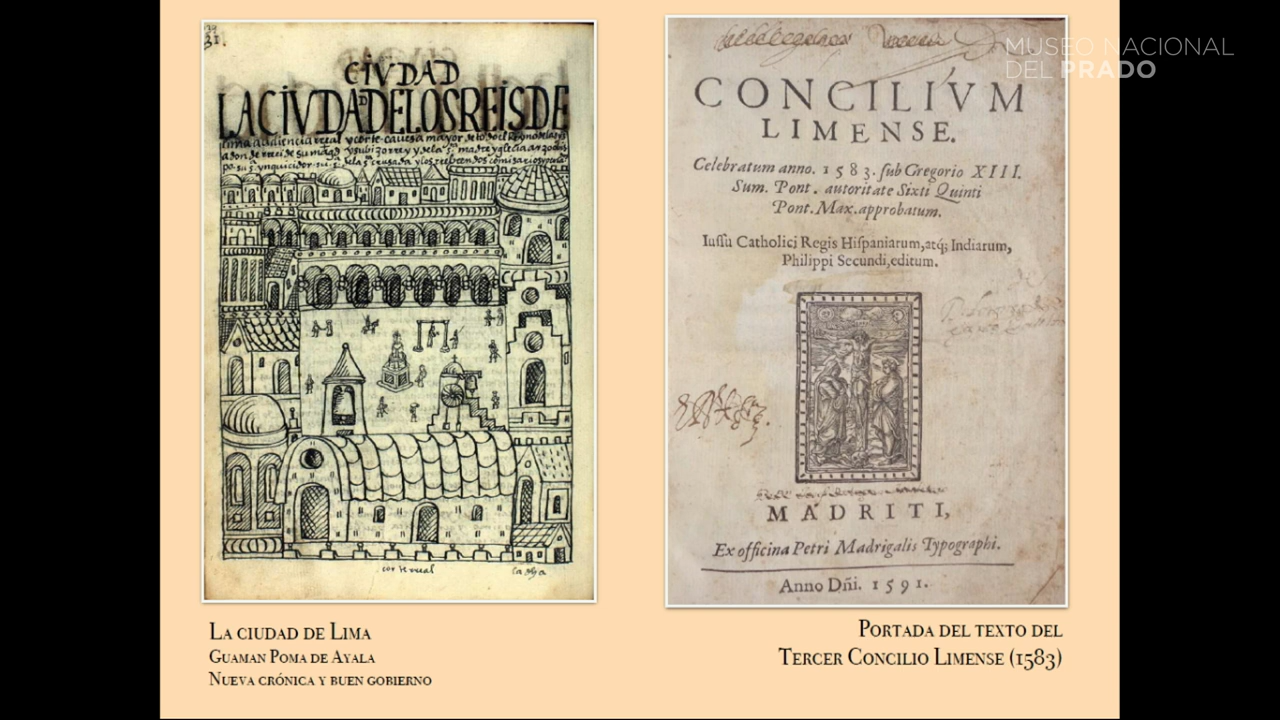 MUSEO NACIONAL
DEL PRADO
CIVDAD
LA CIVDAD DE LOS REIS DE
CONCILIVM
LIMENSE.
Celebratum anno. 1583. sub Gregorio XIII.
Sum. Pont. autoritate Sixti Quinti
Pont. Max. approbatum.
Iussu Catholici Regis Hispaniarum, atq; Indiarum,
Philippi Secundi, editum.
MADRITI,
Ex officina Petri Madrigalis Typographi.
Anno Dñi. 1591.
La ciudad de Lima
Guaman Poma de Ayala
Nueva crónica y buen gobierno
Portada del texto del
Tercer Concilio Limense (1583)